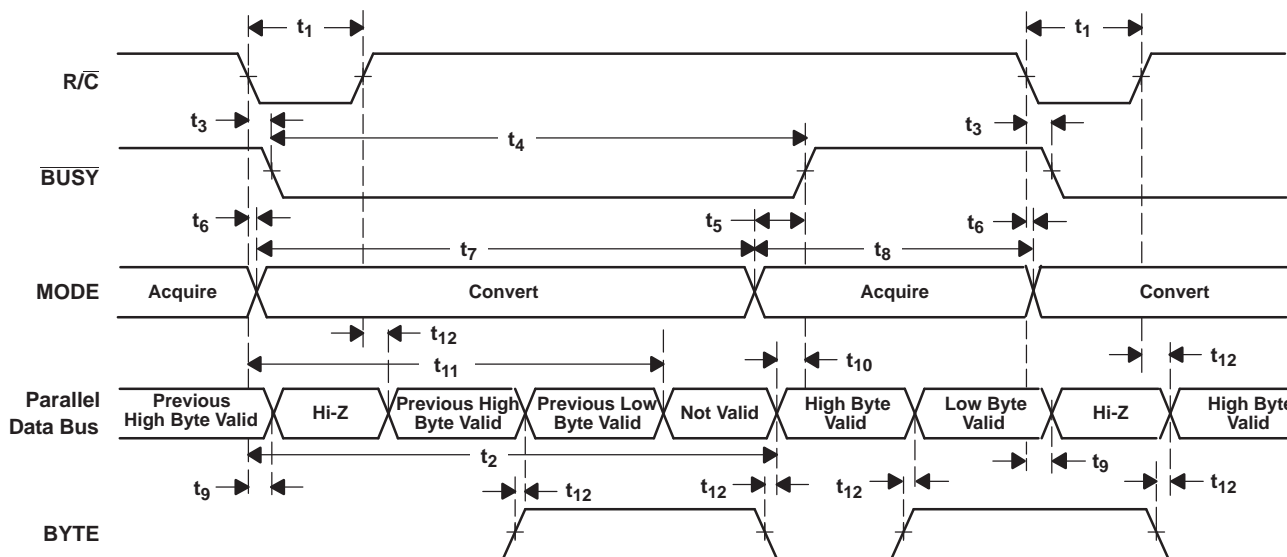 t1 t1
R/C̅
t3 t4 t3
B̅U̅S̅Y̅
t6 t5 t6
t7 t8
MODE Acquire Convert Acquire Convert
t12
t11 t10 t12
Parallel Data Bus
Previous High Byte Valid
Hi-Z
Previous High Byte Valid
Previous Low Byte Valid
Not Valid
High Byte Valid
Low Byte Valid
Hi-Z
High Byte Valid
t2
t9 t12 t12 t12 t9 t12
BYTE